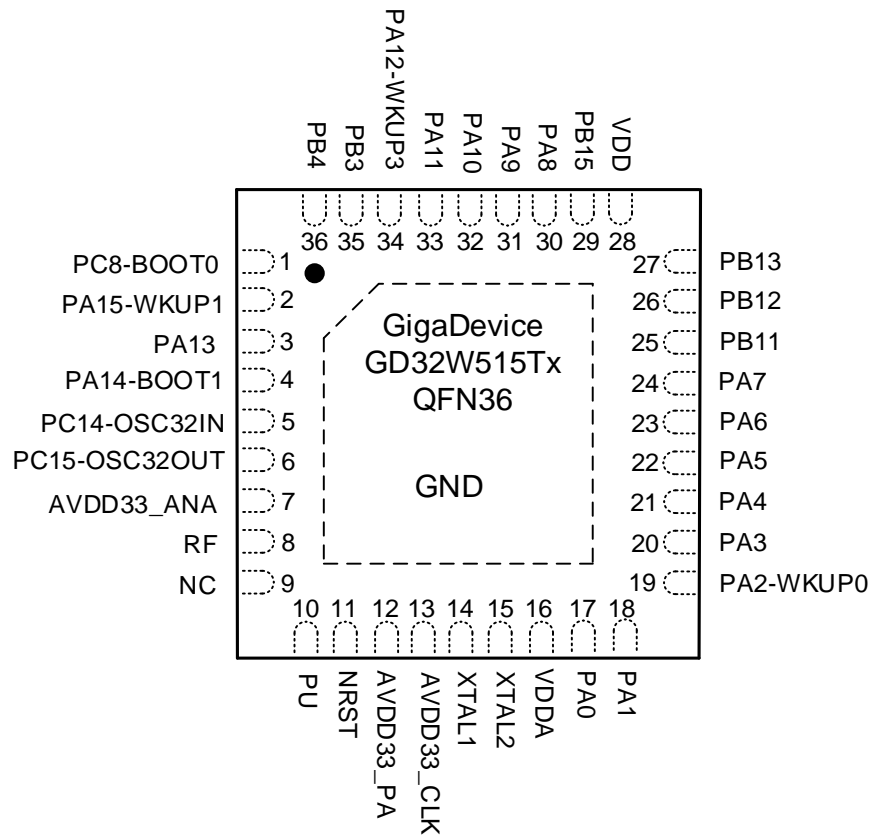 PB4
PB3
PA12-WKUP3
PA11
PA10
PA9
PA8
PB15
VDD
36 35 34 33 32 31 30 29 28
PC8-BOOT0 1
PA15-WKUP1 2
PA13 3
PA14-BOOT1 4
PC14-OSC32IN 5
PC15-OSC32OUT 6
AVDD33_ANA 7
RF 8
NC 9
GigaDevice
GD32W515Tx
QFN36
GND
27 PB13
26 PB12
25 PB11
24 PA7
23 PA6
22 PA5
21 PA4
20 PA3
19 PA2-WKUP0
10 11 12 13 14 15 16 17 18
PU
NRST
AVDD33_PA
AVDD33_CLK
XTAL1
XTAL2
VDDA
PA0
PA1